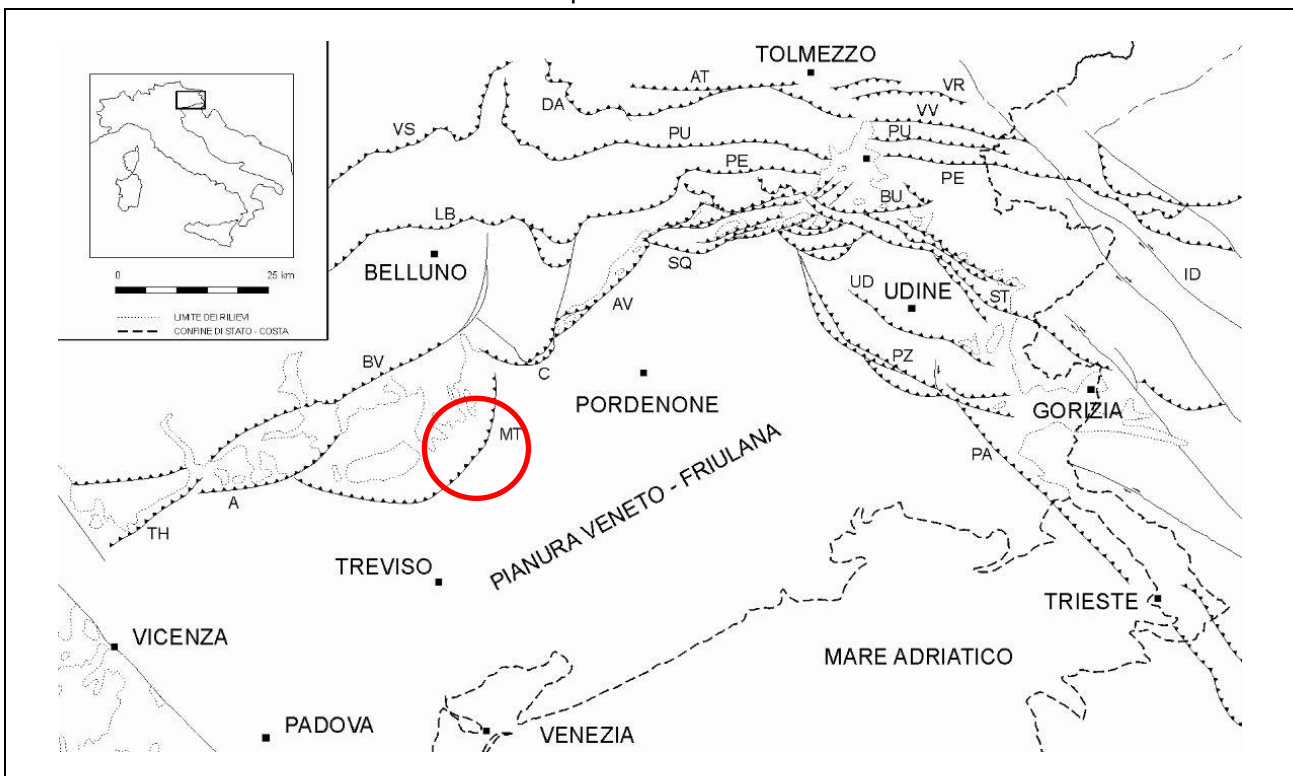 TOLMEZZO
AT
VR
DA
VV
VS
PU
PU
PE
PE
BU
LB
BELLUNO
SQ
ID
0
25 km
LIMITE DEI RILIEVI
CONFINE DI STATO - COSTA
AV
UD
UDINE
ST
BV
C
PZ
PORDENONE
GORIZIA
MT
PA
A
TH
PIANURA VENETO - FRIULANA
TREVISO
TRIESTE
VICENZA
MARE ADRIATICO
PADOVA
VENEZIA